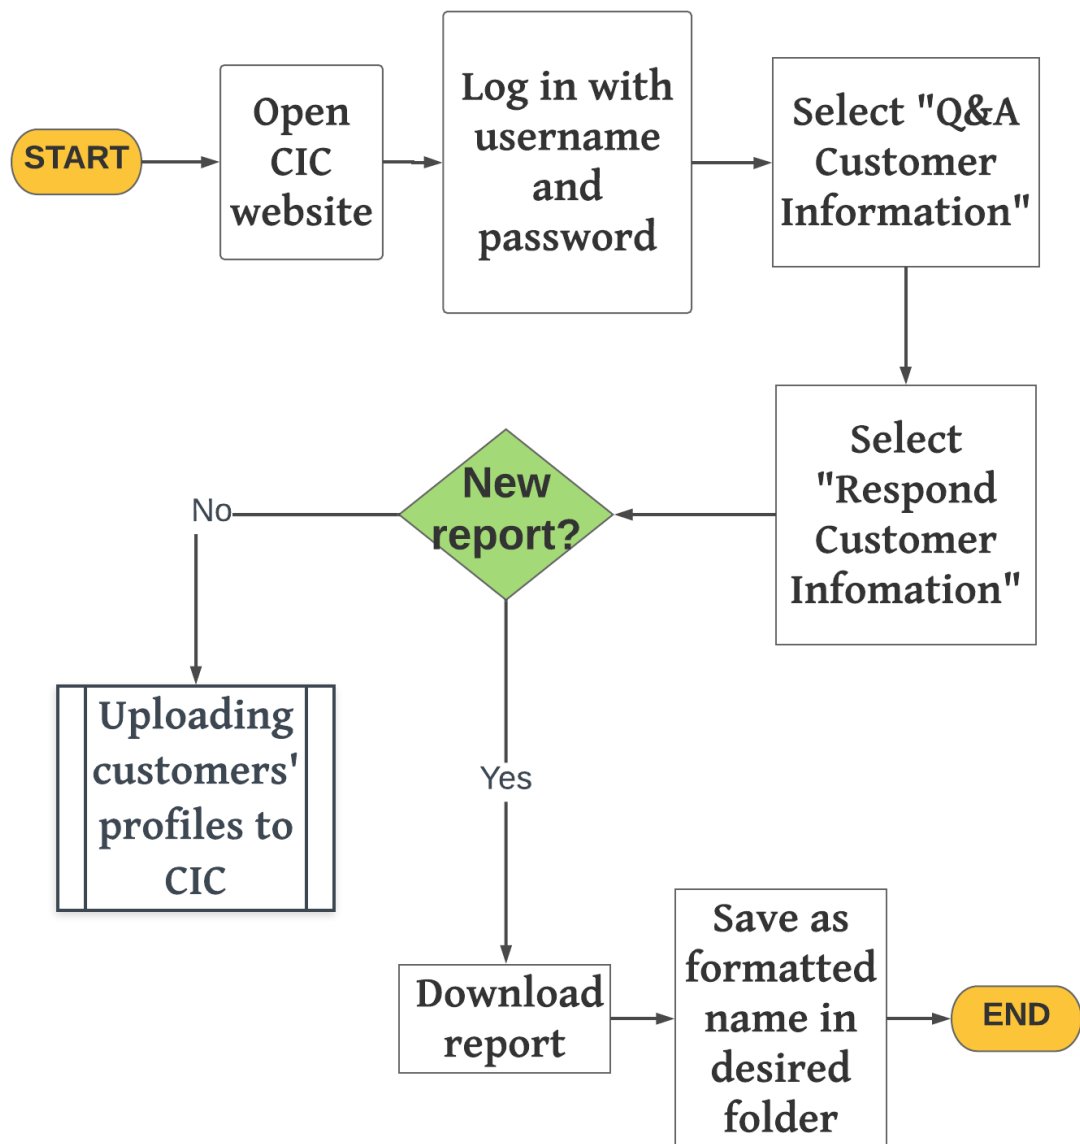 START
Open
CIC
website
Log in with
username
and
password
Select "Q&A
Customer
Information"
Select
"Respond
Customer
Infomation"
New
report?
No
Uploading
customers'
profiles to
CIC
Yes
Download
report
Save as
formatted
name in
desired
folder
END